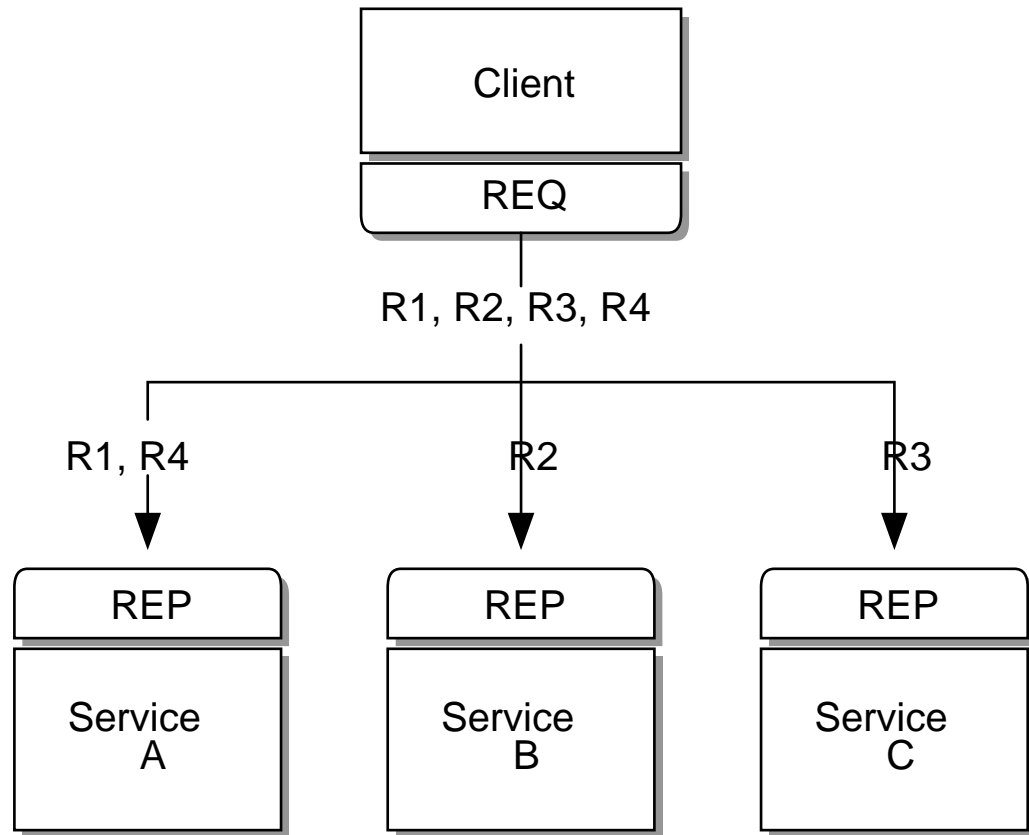 Client
REQ
R1, R2, R3, R4
R1, R4
R2
R3
REP
REP
REP
Service
A
Service
B
Service
C